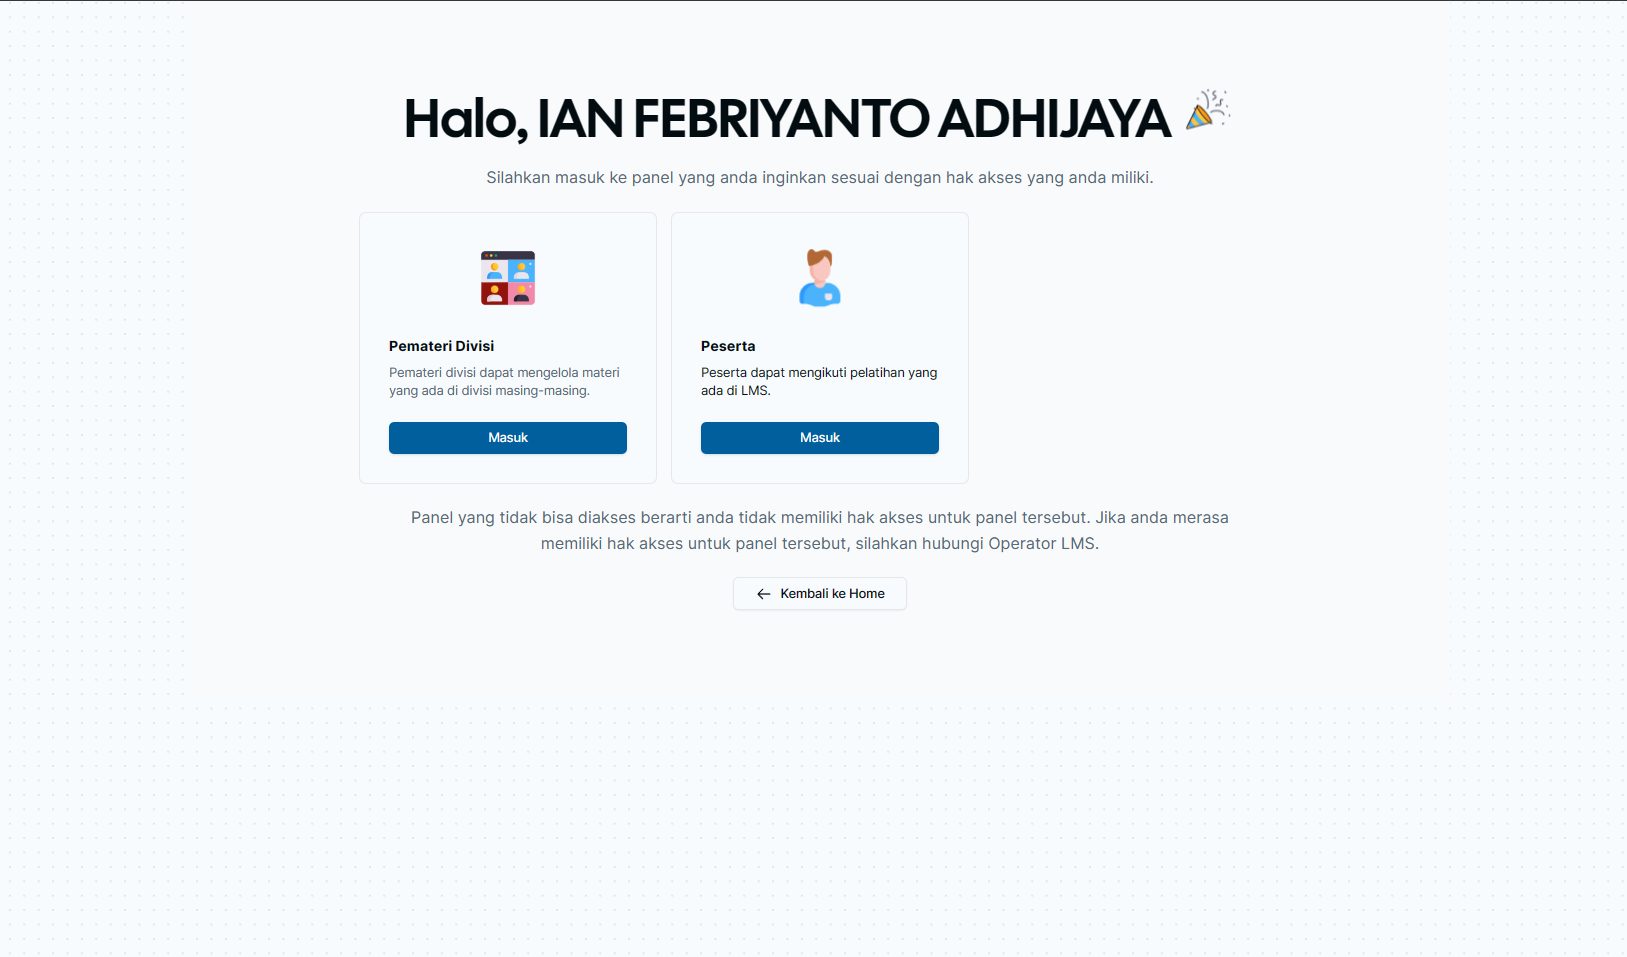 Halo, IAN FEBRIYANTO ADHIJAYA
Silahkan masuk ke panel yang anda inginkan sesuai dengan hak akses yang anda miliki.
Pemateri Divisi
Pemateri divisi dapat mengelola materi
yang ada di divisi masing-masing.
Masuk
Peserta
Peserta dapat mengikuti pelatihan yang
ada di LMS.
Masuk
Panel yang tidak bisa diakses berarti anda tidak memiliki hak akses untuk panel tersebut. Jika anda merasa
memiliki hak akses untuk panel tersebut, silahkan hubungi Operator LMS.
Kembali ke Home